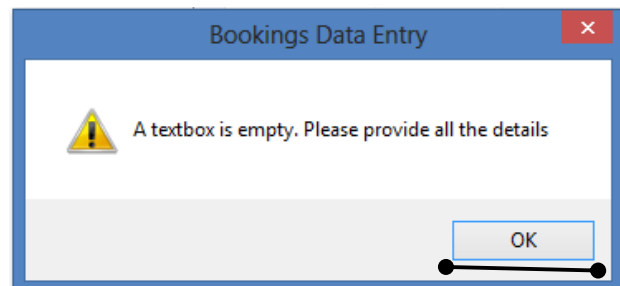 Bookings Data Entry
A textbox is empty. Please provide all the details
OK